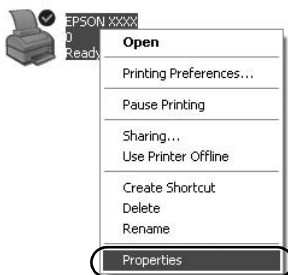 EPSON XXXX
0
Ready
Open
Printing Preferences...
Pause Printing
Sharing...
Use Printer Offline
Create Shortcut
Delete
Rename
Properties